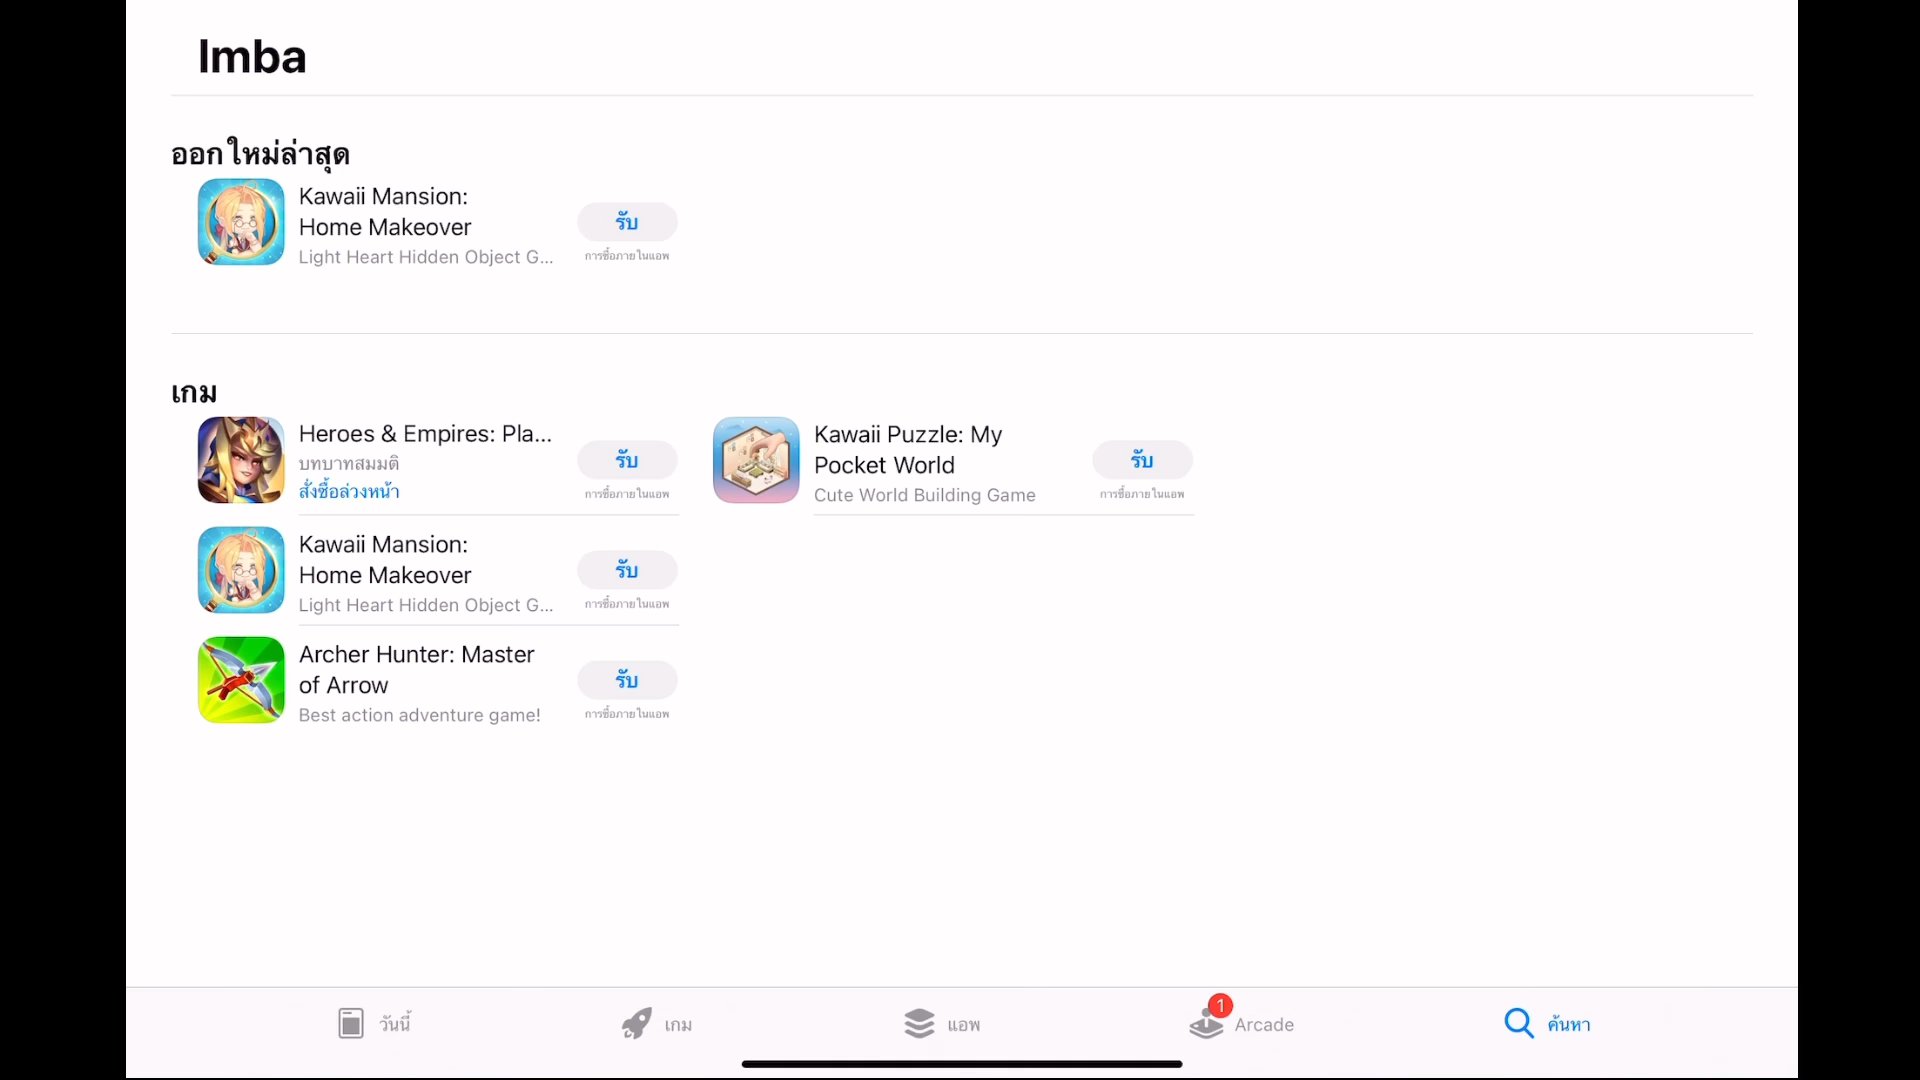 Imba
ออกใหม่ล่าสุด
Kawaii Mansion:
Home Makeover
Light Heart Hidden Object G...
รับ
การซื้อภายในแอพ
เกม
Heroes & Empires: Pla...
บทบาทสมมติ
สั่งซื้อล่วงหน้า
รับ
การซื้อภายในแอพ
Kawaii Puzzle: My
Pocket World
Cute World Building Game
รับ
การซื้อภายในแอพ
Kawaii Mansion:
Home Makeover
Light Heart Hidden Object G...
รับ
การซื้อภายในแอพ
Archer Hunter: Master
of Arrow
Best action adventure game!
รับ
การซื้อภายในแอพ
วันนี้
เกม
แอพ
1
Arcade
ค้นหา